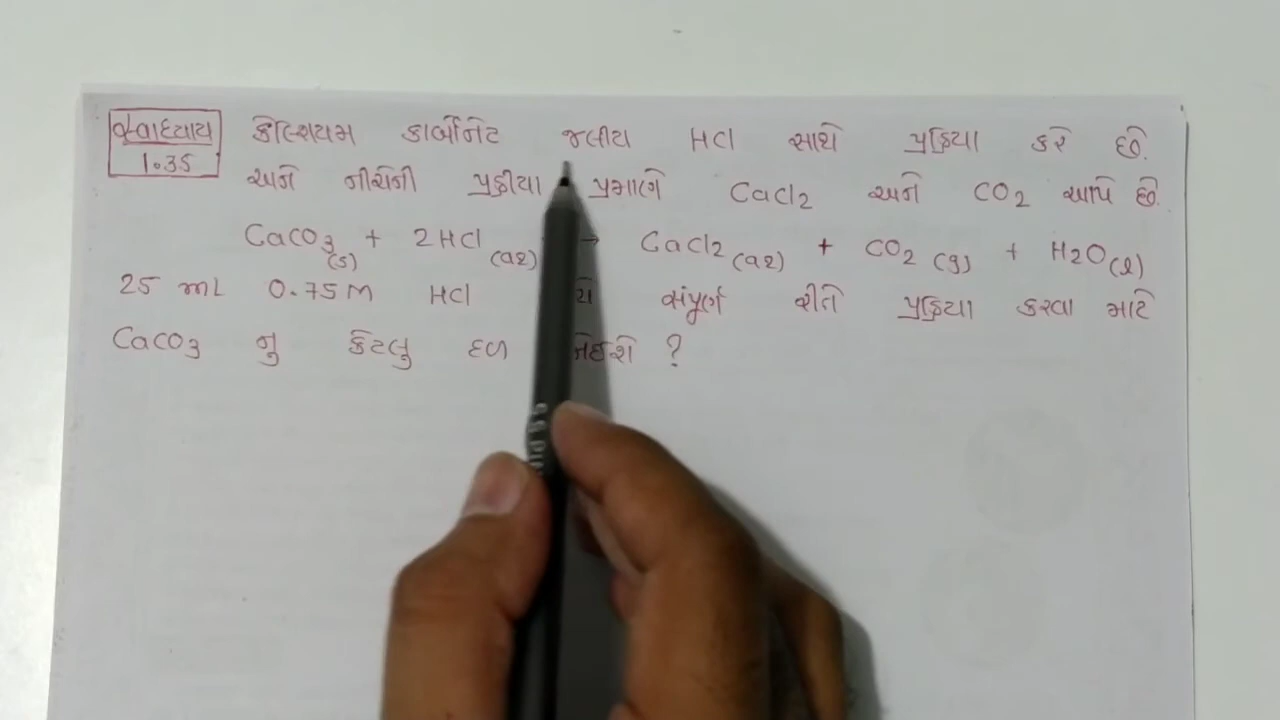 સ્વાધ્યાય
1.35
કેલ્શિયમ કાર્બોનેટ જલીય HCl સાથે પ્રક્રિયા કરે છે.
અને નીચેની પ્રક્રીયા પ્રમાણે CaCl2 અને CO2 આપે છે.
CaCO3 (s) + 2HCl (aq) → CaCl2 (aq) + CO2 (g) + H2O (l)
25 mL 0.75 M HCl સંપૂર્ણ રીતે પ્રક્રિયા કરવા માટે
CaCO3 નુ કેટલુ દળ જોઈશે ?